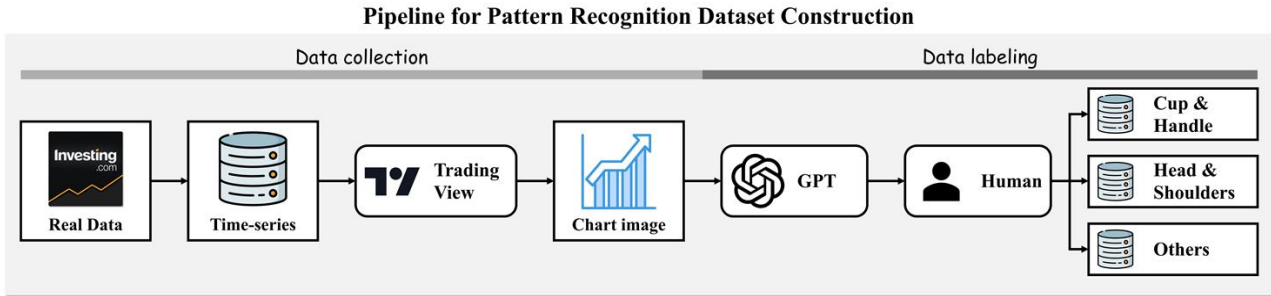 Pipeline for Pattern Recognition Dataset Construction
Data collection
Data labeling
Investing
.com
Real Data
Time-series
Trading
View
Chart image
GPT
Human
Cup &
Handle
Head &
Shoulders
Others